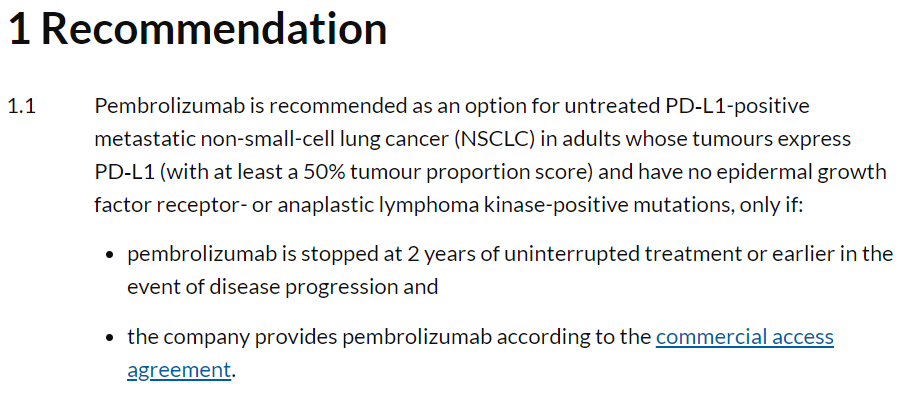 1 Recommendation
1.1 Pembrolizumab is recommended as an option for untreated PD-L1-positive
metastatic non-small-cell lung cancer (NSCLC) in adults whose tumours express
PD-L1 (with at least a 50% tumour proportion score) and have no epidermal growth
factor receptor- or anaplastic lymphoma kinase-positive mutations, only if:
• pembrolizumab is stopped at 2 years of uninterrupted treatment or earlier in the
event of disease progression and
• the company provides pembrolizumab according to the commercial access
agreement.